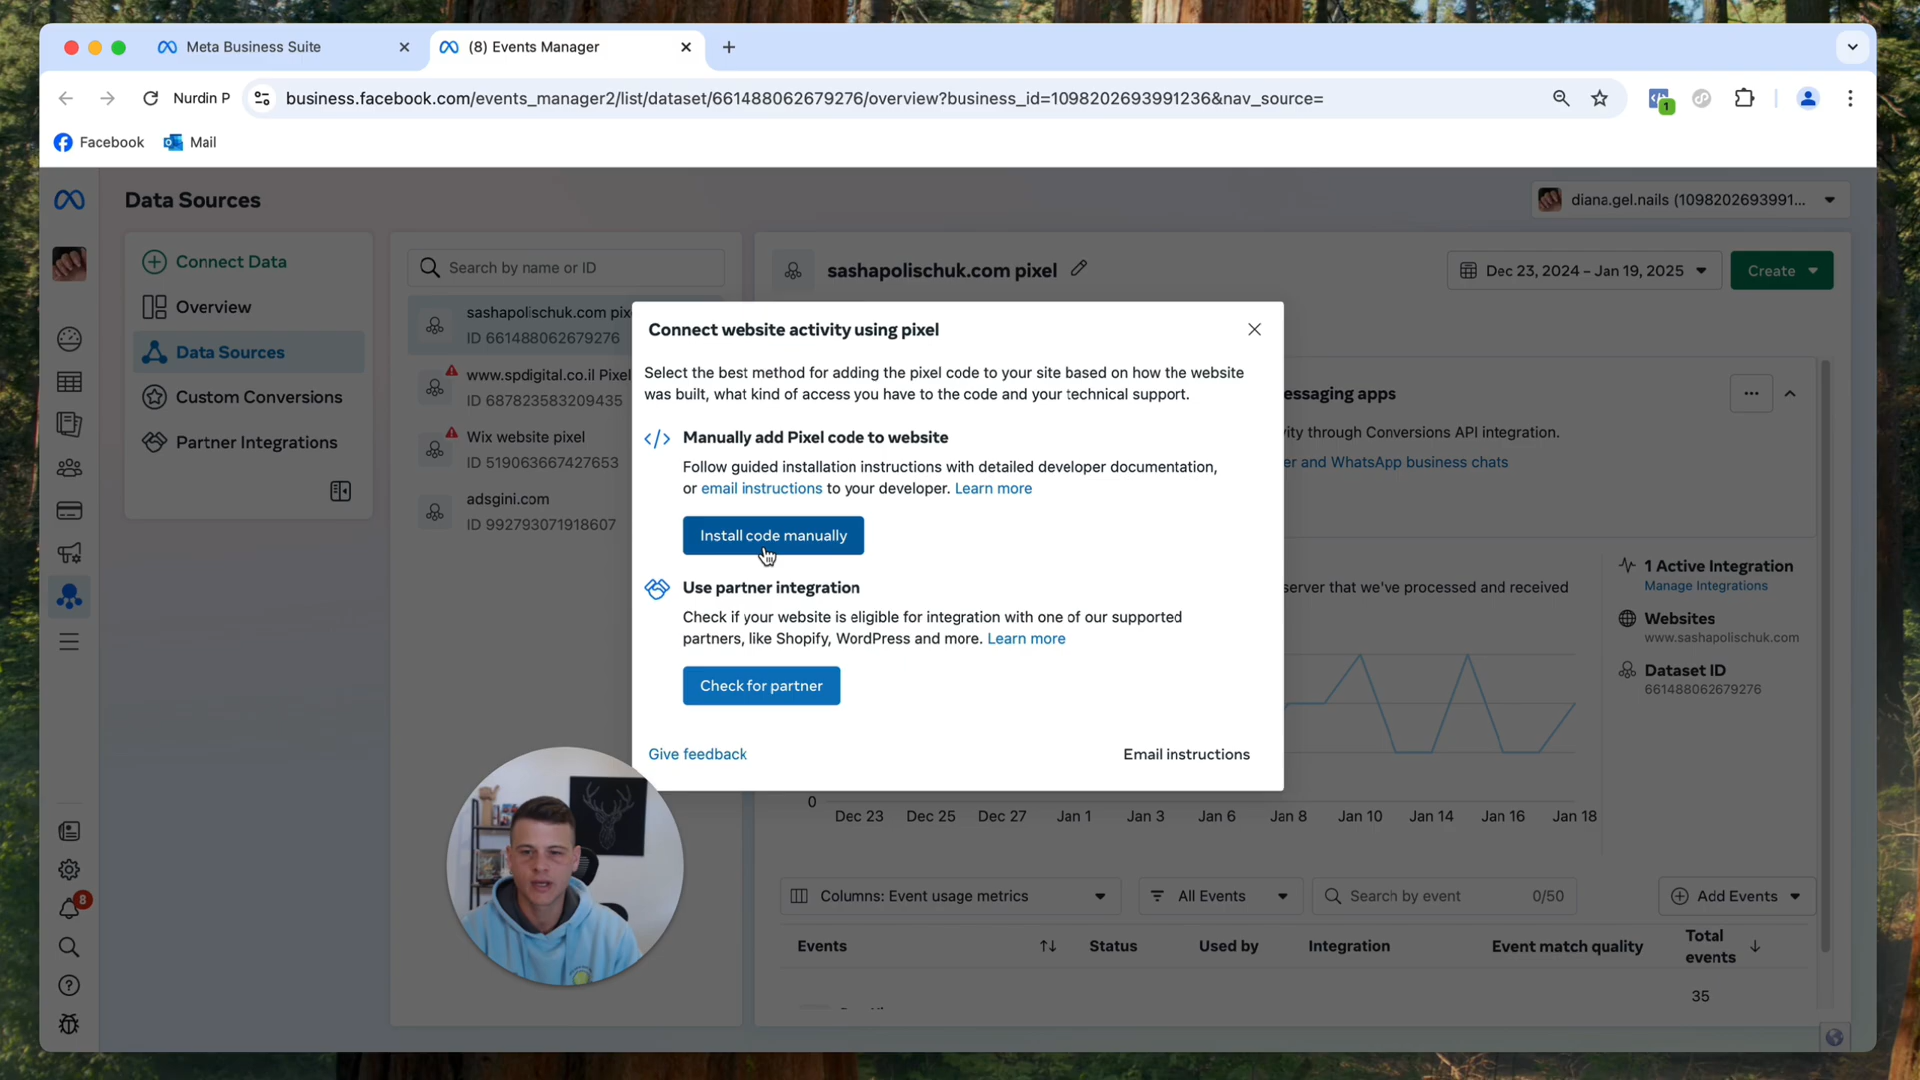 Meta Business Suite
(8) Events Manager
Nurdin P
business.facebook.com/events_manager2/list/dataset/661488062679276/overview?business_id=1098202693991236&nav_source=
1
Facebook
Mail
Data Sources
diana.gel.nails (1098202693991...
Connect Data
Overview
Data Sources
Custom Conversions
Partner Integrations
Search by name or ID
sashapolischuk.com pixe
ID 661488062679276
www.spdigital.co.il Pixel
ID 687823583209435
Wix website pixel
ID 519063667427653
adsgini.com
ID 992793071918607
sashapolischuk.com pixel
Dec 23, 2024 – Jan 19, 2025
Create
Connect website activity using pixel
Select the best method for adding the pixel code to your site based on how the website
was built, what kind of access you have to the code and your technical support.
Manually add Pixel code to website
Follow guided installation instructions with detailed developer documentation,
or email instructions to your developer. Learn more
Install code manually
Use partner integration
Check if your website is eligible for integration with one of our supported
partners, like Shopify, WordPress and more. Learn more
Check for partner
Give feedback
Email instructions
essaging apps
ity through Conversions API integration.
er and WhatsApp business chats
server that we've processed and received
1 Active Integration
Manage Integrations
Websites
www.sashapolischuk.com
Dataset ID
661488062679276
0
Dec 23 Dec 25 Dec 27 Jan 1 Jan 3 Jan 6 Jan 8 Jan 10 Jan 14 Jan 16 Jan 18
8
Columns: Event usage metrics
All Events
Search by event 0/50
Add Events
Events Status Used by Integration Event match quality Total events
35